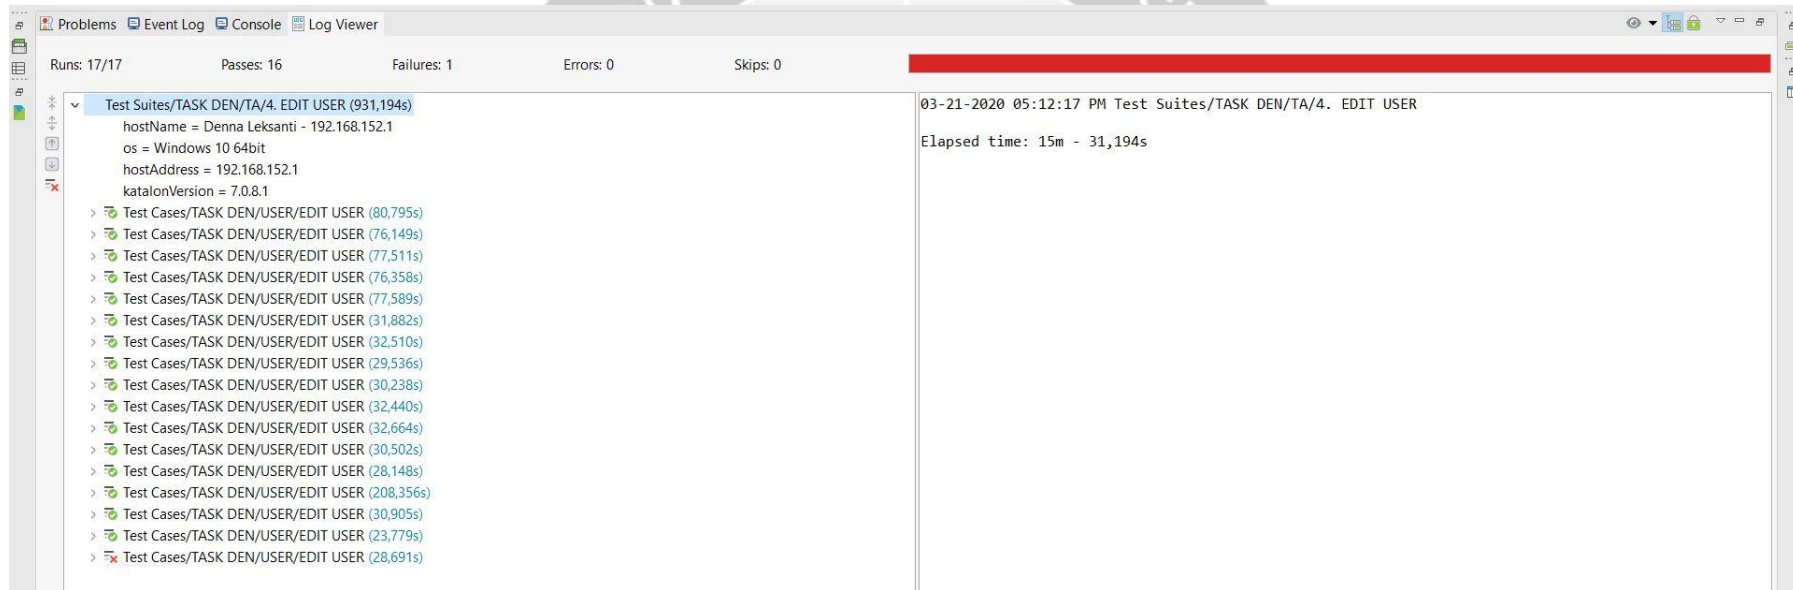 Problems Event Log Console Log Viewer
Runs: 17/17 Passes: 16 Failures: 1 Errors: 0 Skips: 0
Test Suites/TASK DEN/TA/4. EDIT USER (931,194s)
hostName = Denna Leksanti - 192.168.152.1
os = Windows 10 64bit
hostAddress = 192.168.152.1
katalonVersion = 7.0.8.1
Test Cases/TASK DEN/USER/EDIT USER (80,795s)
Test Cases/TASK DEN/USER/EDIT USER (76,149s)
Test Cases/TASK DEN/USER/EDIT USER (77,511s)
Test Cases/TASK DEN/USER/EDIT USER (76,358s)
Test Cases/TASK DEN/USER/EDIT USER (77,589s)
Test Cases/TASK DEN/USER/EDIT USER (31,882s)
Test Cases/TASK DEN/USER/EDIT USER (32,510s)
Test Cases/TASK DEN/USER/EDIT USER (29,536s)
Test Cases/TASK DEN/USER/EDIT USER (30,238s)
Test Cases/TASK DEN/USER/EDIT USER (32,440s)
Test Cases/TASK DEN/USER/EDIT USER (32,664s)
Test Cases/TASK DEN/USER/EDIT USER (30,502s)
Test Cases/TASK DEN/USER/EDIT USER (28,148s)
Test Cases/TASK DEN/USER/EDIT USER (208,356s)
Test Cases/TASK DEN/USER/EDIT USER (30,905s)
Test Cases/TASK DEN/USER/EDIT USER (23,779s)
Test Cases/TASK DEN/USER/EDIT USER (28,691s)
03-21-2020 05:12:17 PM Test Suites/TASK DEN/TA/4. EDIT USER
Elapsed time: 15m - 31,194s